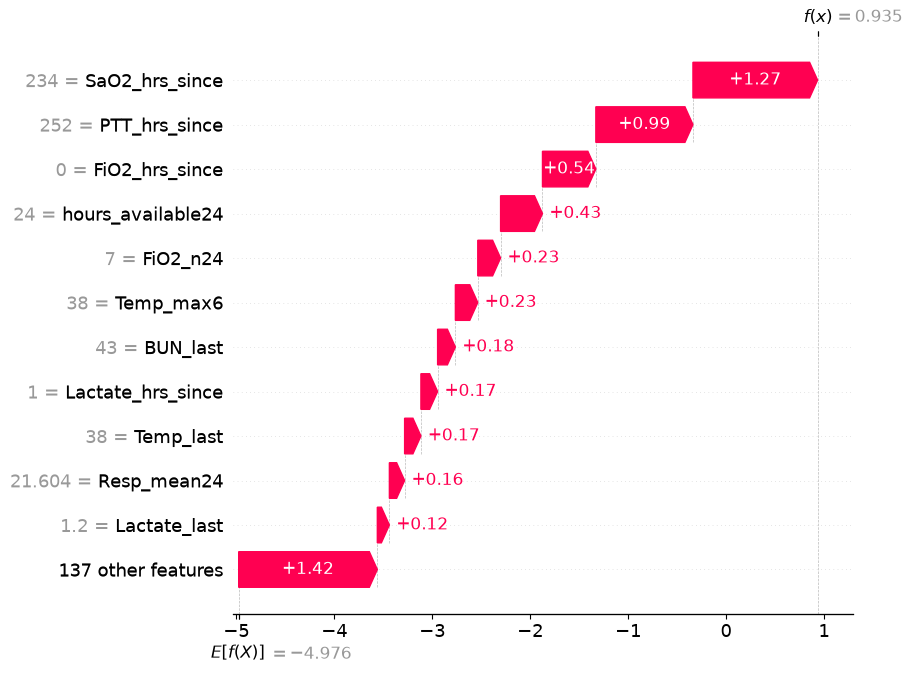 f(x) = 0.935
234 = SaO2_hrs_since
+1.27
252 = PTT_hrs_since
+0.99
0 = FiO2_hrs_since
+0.54
24 = hours_available24
+0.43
7 = FiO2_n24
+0.23
38 = Temp_max6
+0.23
43 = BUN_last
+0.18
1 = Lactate_hrs_since
+0.17
38 = Temp_last
+0.17
21.604 = Resp_mean24
+0.16
1.2 = Lactate_last
+0.12
137 other features
+1.42
−5 −4 −3 −2 −1 0 1
E[f(X)] = −4.976